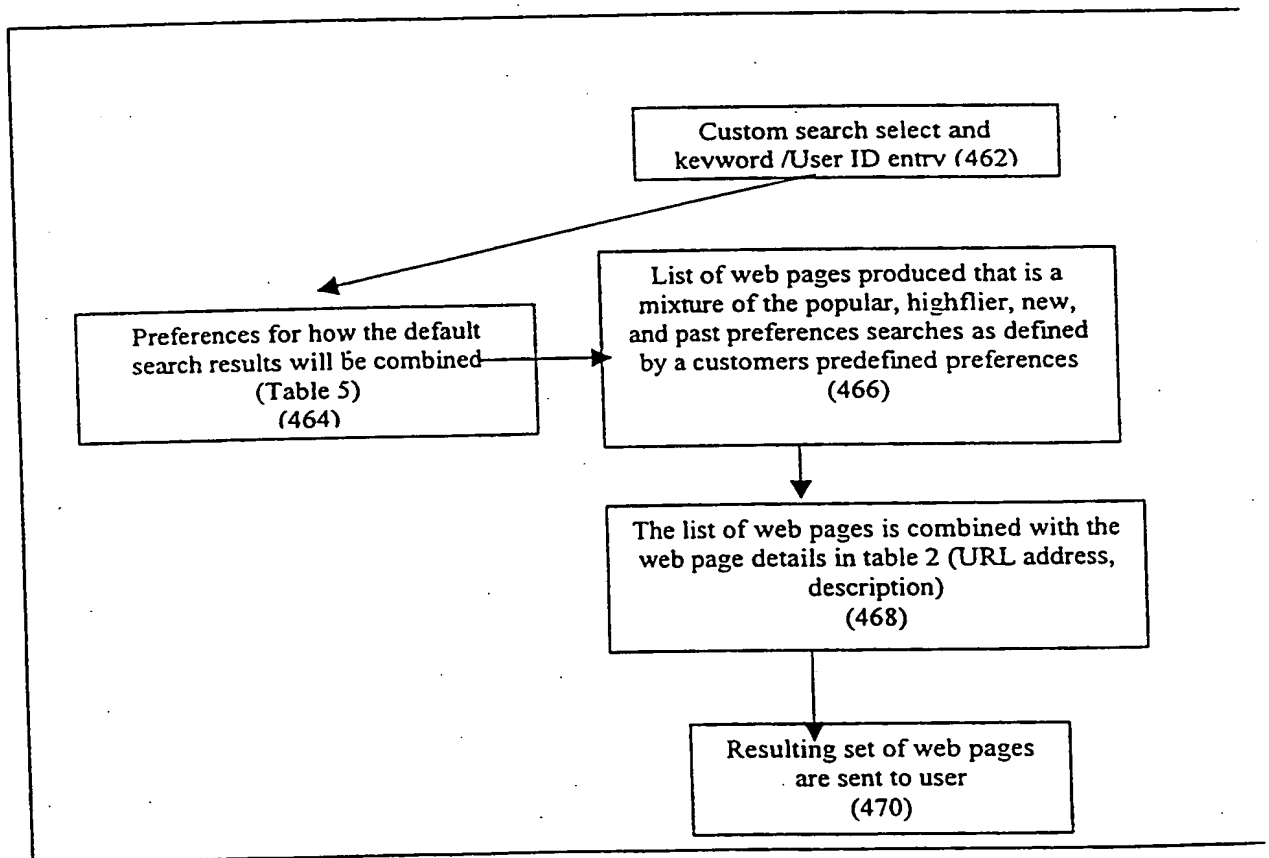 Custom search select and
keyword /User ID entry (462)
Preferences for how the default
search results will be combined
(Table 5)
(464)
List of web pages produced that is a
mixture of the popular, highflier, new,
and past preferences searches as defined
by a customers predefined preferences
(466)
The list of web pages is combined with the
web page details in table 2 (URL address,
description)
(468)
Resulting set of web pages
are sent to user
(470)